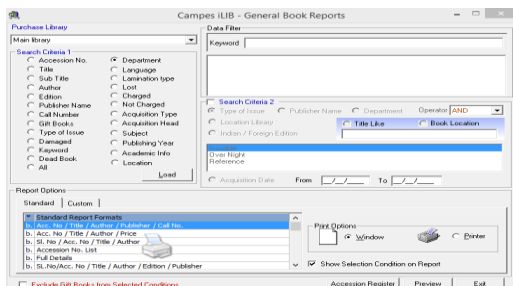 Campes iLIB - General Book Reports
Purchase Library
Main library
Search Criteria 1
Accession No.
Title
Sub Title
Author
Edition
Publisher Name
Call Number
Gift Books
Type of Issue
Damaged
Keyword
Dead Book
All
Department
Language
Lamination type
Lost
Charged
Not Charged
Acquisition Type
Acquisition Head
Subject
Publishing Year
Academic Info
Location
Load
Data Filter
Keyword
Search Criteria 2
Type of Issue Publisher Name Department Operator AND
Location Library Title Like Book Location
Indian / Foreign Edition
Over Night
Reference
Acquisition Date From __/__/__ To __/__/__
Report Options
Standard Custom
Standard Report Formats
b. Acc. No / Title / Author / Publisher / Call No.
b. Acc. No / Title / Author / Price
b. Sl. No / Acc. No / Title / Author
b. Accession No. List
b. Full Details
b. SL.No/Acc. No / Title / Author / Edition / Publisher
Print Options
Window Printer
Show Selection Condition on Report
Exclude Gift Books from Selected Conditions
Accession Register Preview Exit